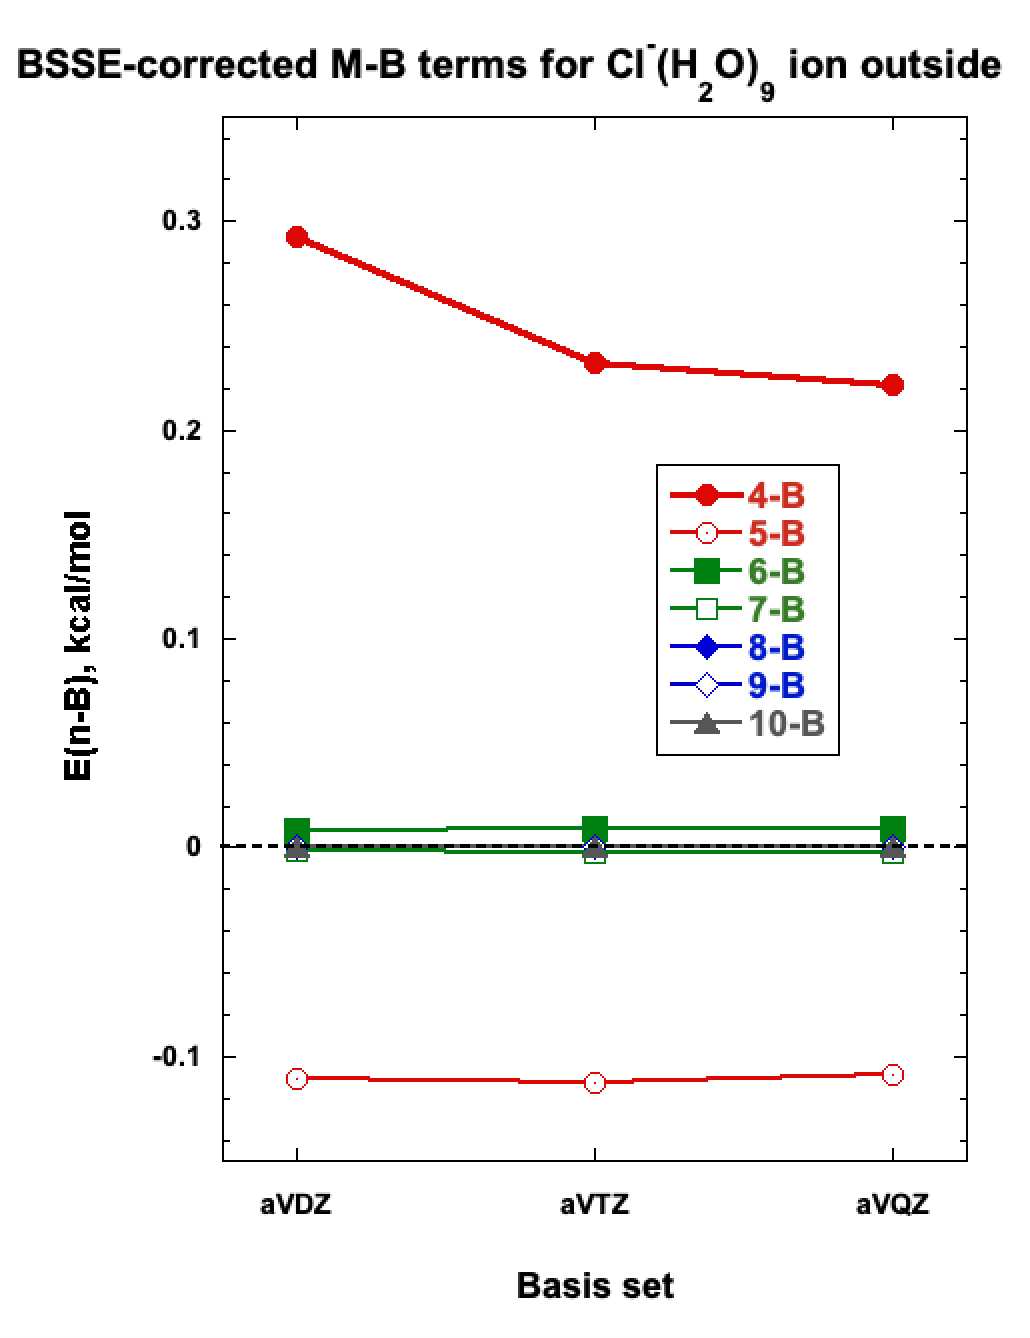 BSSE-corrected M-B terms for Cl⁻(H₂O)₉ ion outside
0.3
0.2
0.1
0
-0.1
E(n-B), kcal/mol
4-B
5-B
6-B
7-B
8-B
9-B
10-B
aVDZ aVTZ aVQZ
Basis set